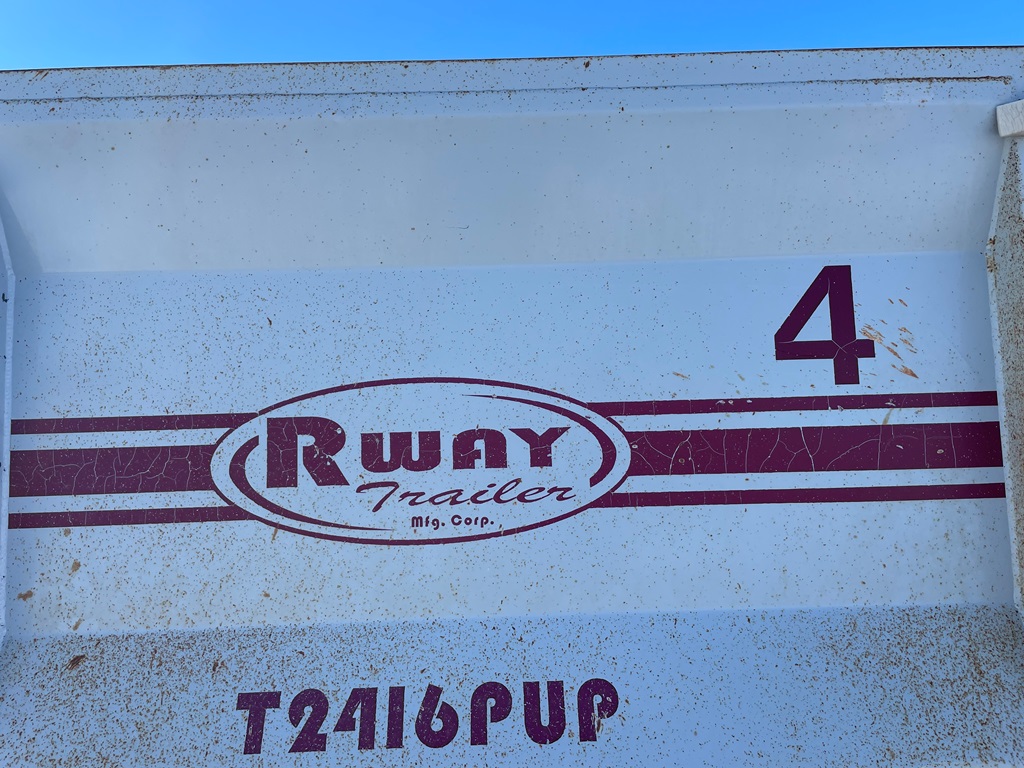 4
RWAY
Trailer
Mfg. Corp.
T2416PUP